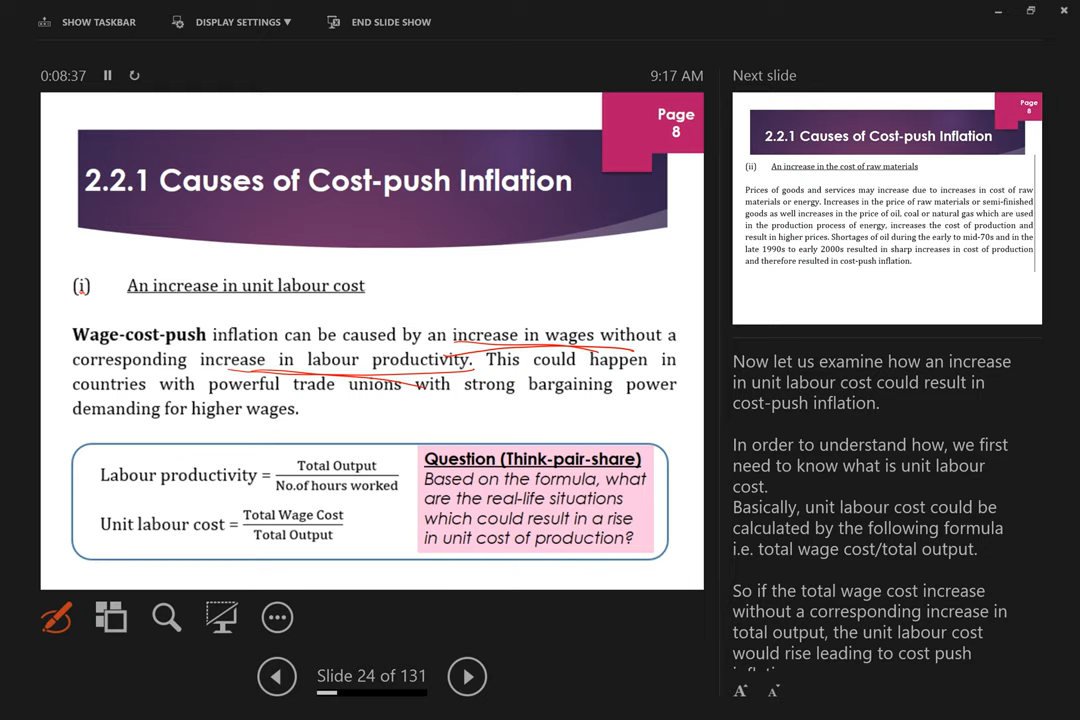 SHOW TASKBAR
DISPLAY SETTINGS ▼
END SLIDE SHOW
0:08:37
9:17 AM
Page
8
2.2.1 Causes of Cost-push Inflation
(i) An increase in unit labour cost
Wage-cost-push inflation can be caused by an increase in wages without a
corresponding increase in labour productivity. This could happen in
countries with powerful trade unions with strong bargaining power
demanding for higher wages.
Labour productivity = Total Output
No.of hours worked
Unit labour cost = Total Wage Cost
Total Output
Question (Think-pair-share)
Based on the formula, what
are the real-life situations
which could result in a rise
in unit cost of production?
Slide 24 of 131
Next slide
Page
8
2.2.1 Causes of Cost-push Inflation
(ii) An increase in the cost of raw materials
Prices of goods and services may increase due to increases in cost of raw
materials or energy. Increases in the price of raw materials or semi-finished
goods as well increases in the price of oil, coal or natural gas which are used
in the production process of energy, increases the cost of production and
result in higher prices. Shortages of oil during the early to mid-70s and in the
late 1990s to early 2000s resulted in sharp increases in cost of production
and therefore resulted in cost-push inflation.
Now let us examine how an increase
in unit labour cost could result in
cost-push inflation.
In order to understand how, we first
need to know what is unit labour
cost.
Basically, unit labour cost could be
calculated by the following formula
i.e. total wage cost/total output.
So if the total wage cost increase
without a corresponding increase in
total output, the unit labour cost
would rise leading to cost push
A A